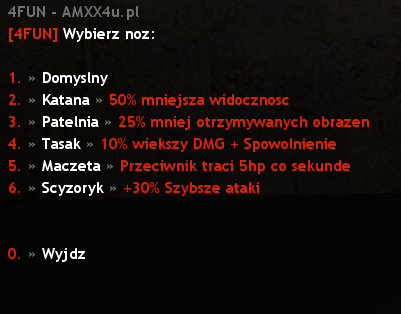 4FUN - AMXX4u.pl
[4FUN] Wybierz noz:
1. » Domyslny
2. » Katana » 50% mniejsza widocznosc
3. » Patelnia » 25% mniej otrzymywanych obrazen
4. » Tasak » 10% wiekszy DMG + Spowolnienie
5. » Maczeta » Przeciwnik traci 5hp co sekunde
6. » Scyzoryk » +30% Szybsze ataki
0. » Wyjdz